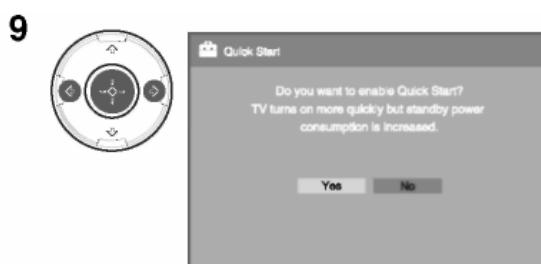 9
Quick Start
Do you want to enable Quick Start?
TV turns on more quickly but standby power
consumption is increased.
Yes No